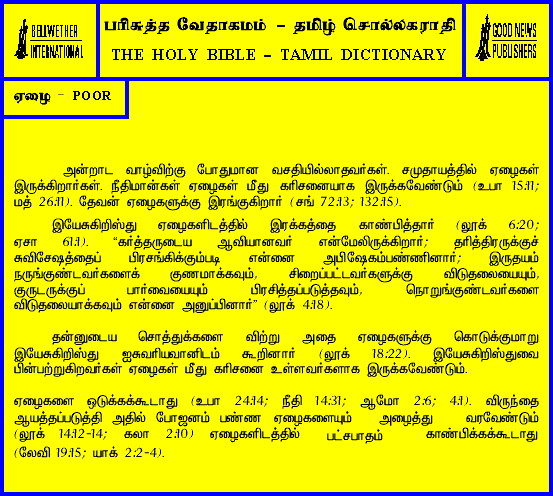 BELLWETHER
INTERNATIONAL
பரிசுத்த வேதாகமம் – தமிழ் சொல்லகராதி
THE HOLY BIBLE – TAMIL DICTIONARY
GOOD NEWS
PUBLISHERS
ஏழை – POOR
அன்றாட வாழ்விற்கு போதுமான வசதியில்லாதவர்கள். சமுதாயத்தில் ஏழைகள்
இருக்கிறார்கள். நீதிமான்கள் ஏழைகள் மீது கரிசனையாக இருக்கவேண்டும் (உபா 15:11;
மத் 26:11). தேவன் ஏழைகளுக்கு இரங்குகிறார் (சங் 72:13; 132:15).
இயேசுகிறிஸ்து ஏழைகளிடத்தில் இரக்கத்தை காண்பித்தார் (லூக் 6:20;
ஏசா 61:1). “கர்த்தருடைய ஆவியானவர் என்மேலிருக்கிறார்; தரித்திரருக்குச்
சுவிசேஷத்தைப் பிரசங்கிக்கும்படி என்னை அபிஷேகம்பண்ணினார்; இருதயம்
நருங்குண்டவர்களைக் குணமாக்கவும், சிறைப்பட்டவர்களுக்கு விடுதலையையும்,
குருடருக்குப் பார்வையையும் பிரசித்தப்படுத்தவும், நொறுங்குண்டவர்களை
விடுதலையாக்கவும் என்னை அனுப்பினார்” (லூக் 4:18).
தன்னுடைய சொத்துக்களை விற்று அதை ஏழைகளுக்கு கொடுக்குமாறு
இயேசுகிறிஸ்து ஐசுவரியவானிடம் கூறினார் (லூக் 18:22). இயேசுகிறிஸ்துவை
பின்பற்றுகிறவர்கள் ஏழைகள் மீது கரிசனை உள்ளவர்களாக இருக்கவேண்டும்.
ஏழைகளை ஒடுக்கக்கூடாது (உபா 24:14; நீதி 14:31; ஆமோ 2:6; 4:1). விருந்தை
ஆயத்தப்படுத்தி அதில் போஜனம் பண்ண ஏழைகளையும் அழைத்து வரவேண்டும்
(லூக் 14:12-14; கலா 2:10) ஏழைகளிடத்தில் பட்சபாதம் காண்பிக்கக்கூடாது
(லேவி 19:15; யாக் 2:2-4).